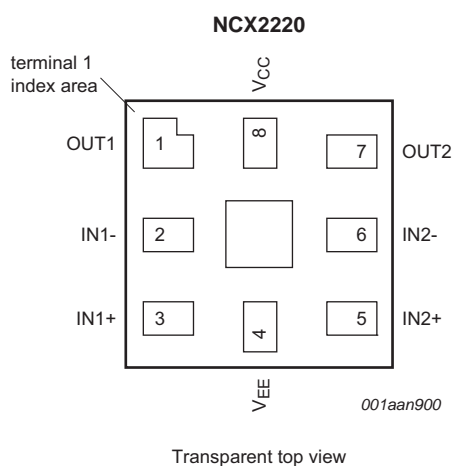 NCX2220
terminal 1
index area
VCC
OUT1
1
8
7
OUT2
IN1-
2
6
IN2-
IN1+
3
4
5
IN2+
VEE
001aan900
Transparent top view